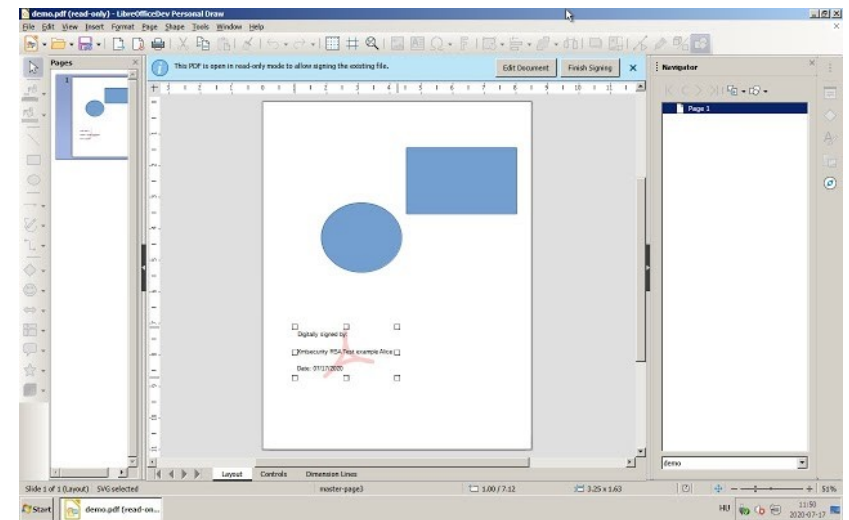 demo.pdf (read-only) - LibreOfficeDev Personal Draw
File Edit View Insert Format Page Shape Tools Window Help
Pages
This PDF is open in read-only mode to allow signing the existing file.
Edit Document
Finish Signing
Navigator
1
Page 1
Digitally signed by:
Xmlsecurity RSA Test example Alice
Date: 07/17/2020
Layout
Controls
Dimension Lines
demo
Slide 1 of 1 (Layout)
SVG selected
master-page3
1.00 / 7.12
3.25 x 1.63
51%
Start
demo.pdf (read-on...
HU
11:50
2020-07-17